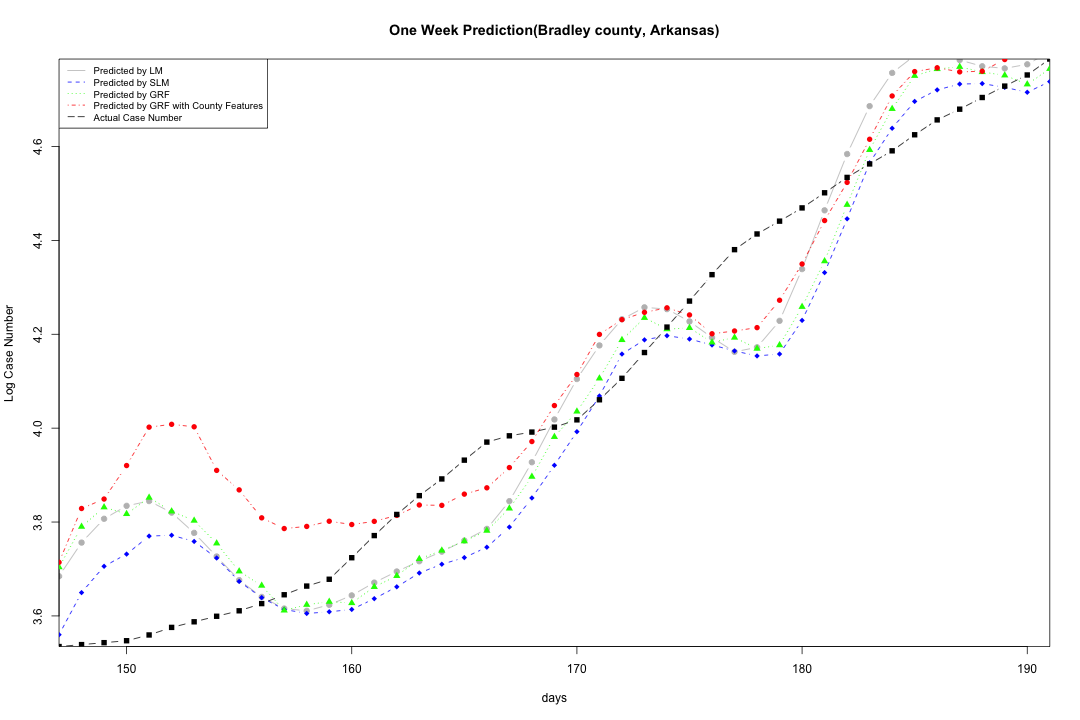 One Week Prediction(Bradley county, Arkansas)
Predicted by LM
Predicted by SLM
Predicted by GRF
Predicted by GRF with County Features
Actual Case Number
Log Case Number
4.6
4.4
4.2
4.0
3.8
3.6
150 160 170 180 190
days